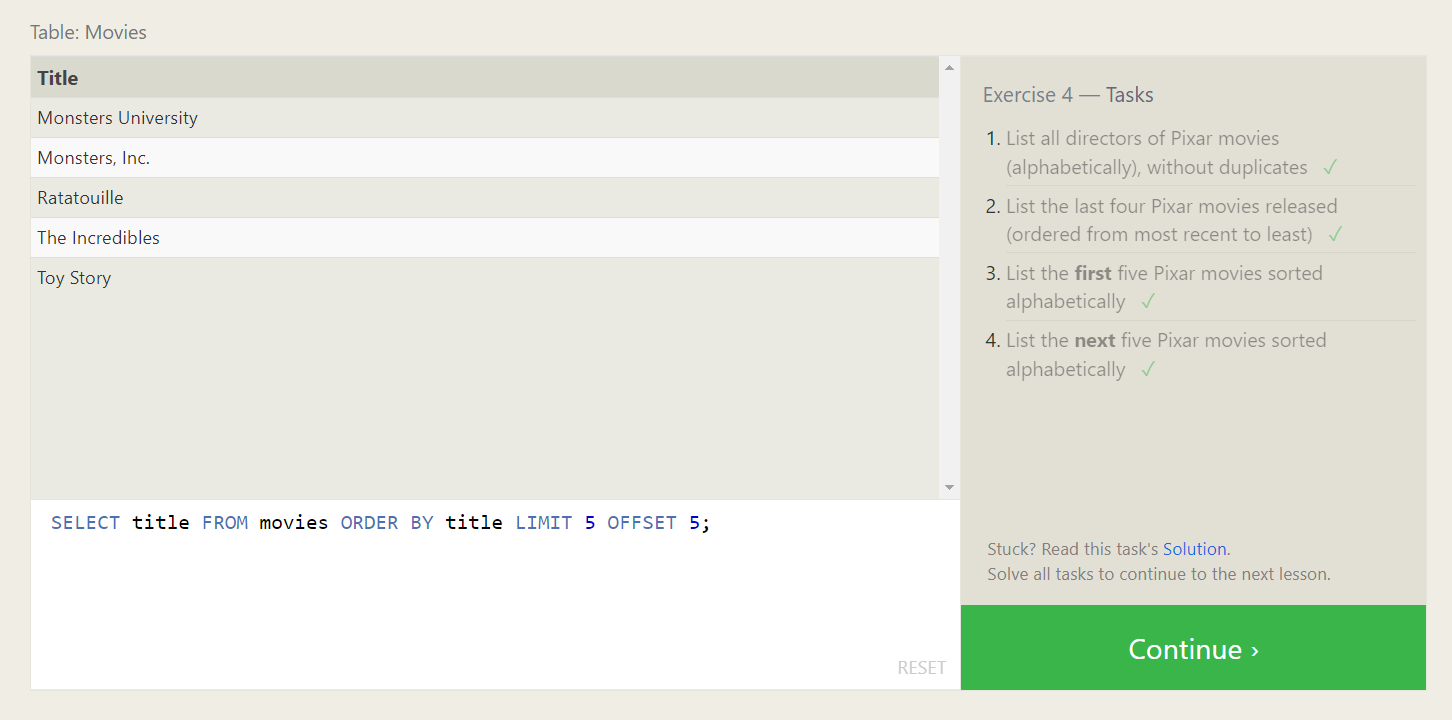 Table: Movies
Title
Monsters University
Monsters, Inc.
Ratatouille
The Incredibles
Toy Story
SELECT title FROM movies ORDER BY title LIMIT 5 OFFSET 5;
RESET
Exercise 4 — Tasks
1. List all directors of Pixar movies
(alphabetically), without duplicates ✓
2. List the last four Pixar movies released
(ordered from most recent to least) ✓
3. List the first five Pixar movies sorted
alphabetically ✓
4. List the next five Pixar movies sorted
alphabetically ✓
Stuck? Read this task's Solution.
Solve all tasks to continue to the next lesson.
Continue ›